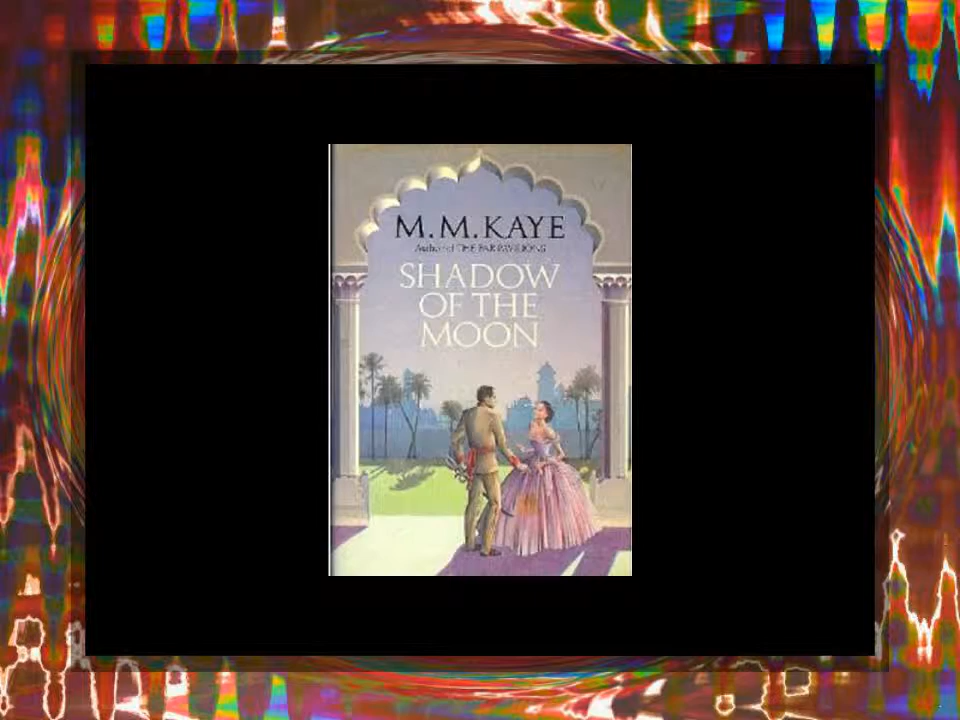 M.M.KAYE
Author of THE FAR PAVILIONS
SHADOW
OF THE
MOON